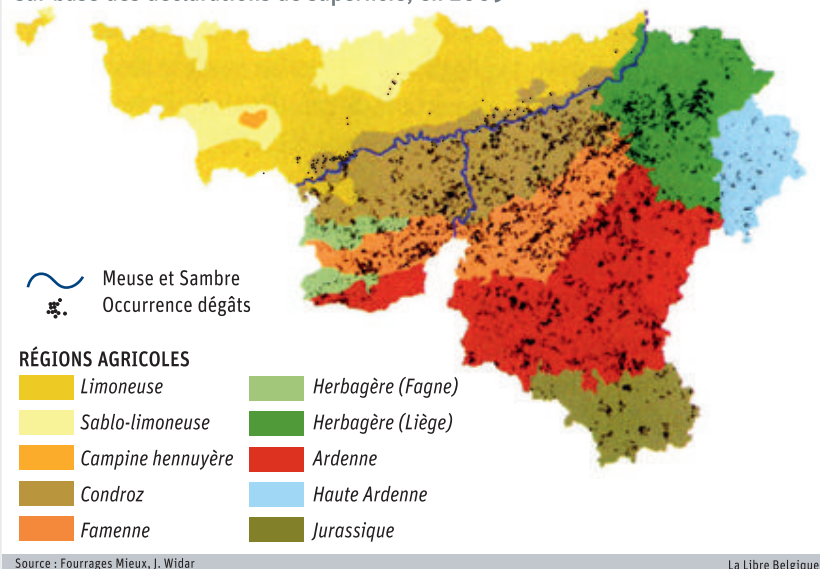 Meuse et Sambre
Occurrence dégâts
RÉGIONS AGRICOLES
Limoneuse
Sablo-limoneuse
Campine hennuyère
Condroz
Famenne
Herbagère (Fagne)
Herbagère (Liège)
Ardenne
Haute Ardenne
Jurassique
Source : Fourrages Mieux, J. Widar
La Libre Belgique